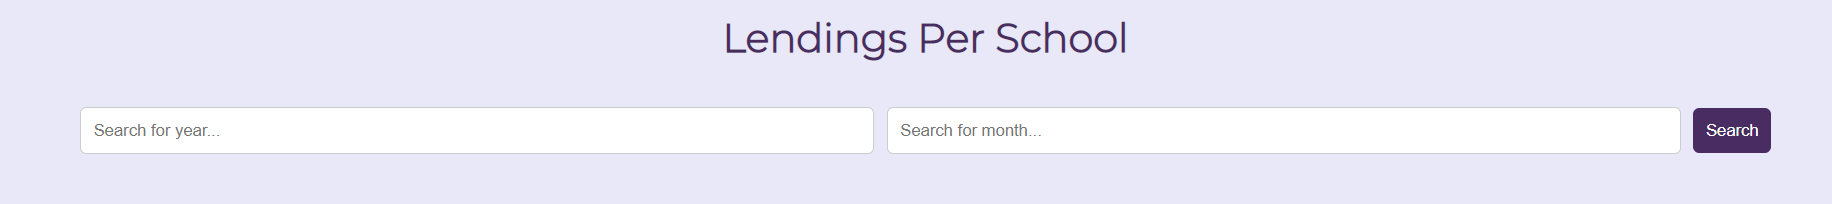 Lendings Per School
Search for year...
Search for month...
Search